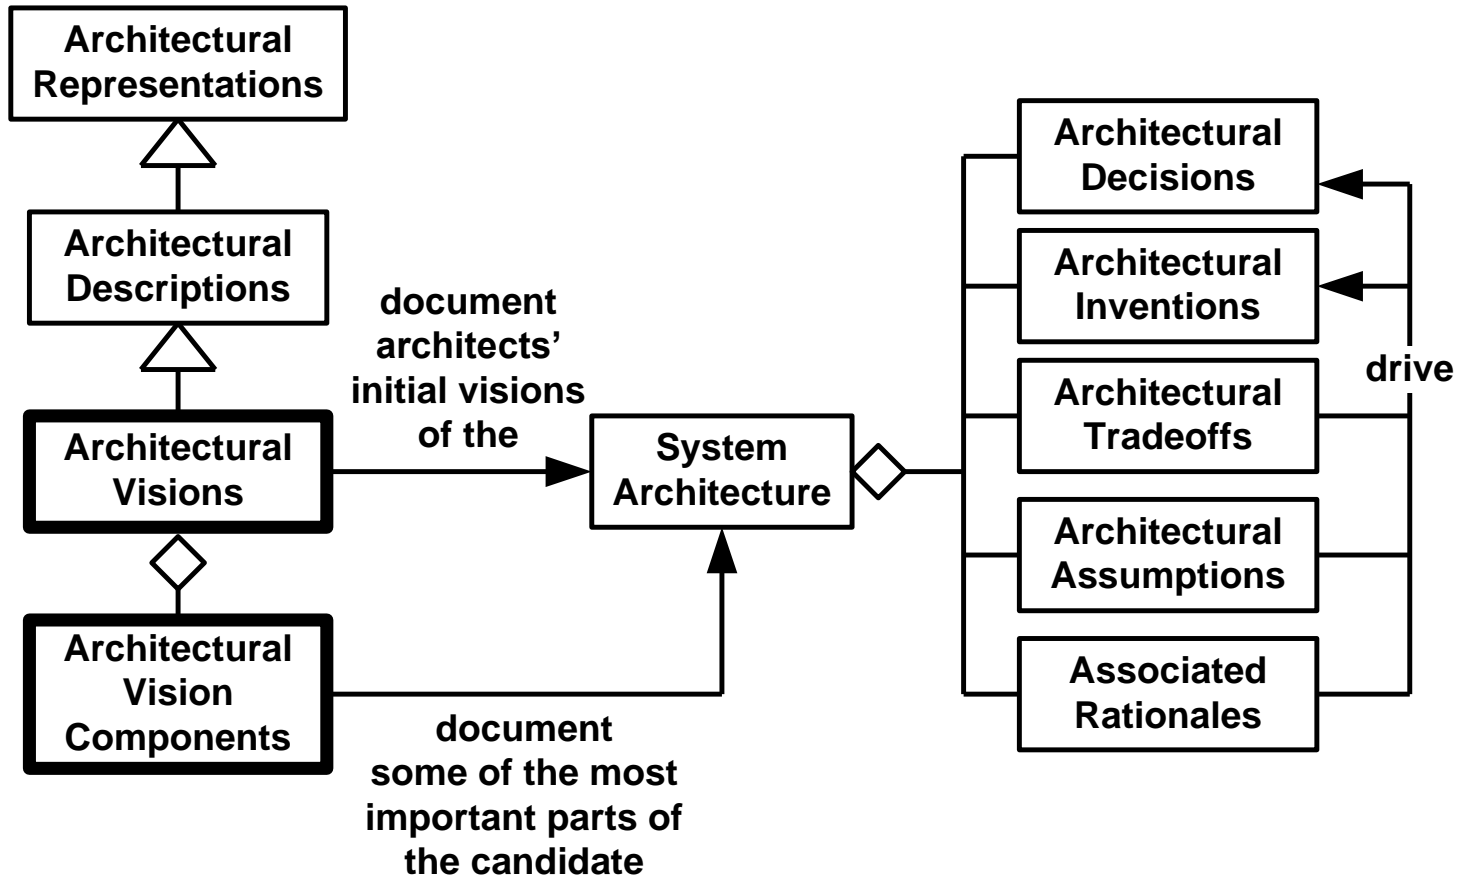 Architectural
Representations
Architectural
Descriptions
Architectural
Visions
Architectural
Vision
Components
document
architects’
initial visions
of the
document
some of the most
important parts of
the candidate
System
Architecture
Architectural
Decisions
Architectural
Inventions
Architectural
Tradeoffs
Architectural
Assumptions
Associated
Rationales
drive